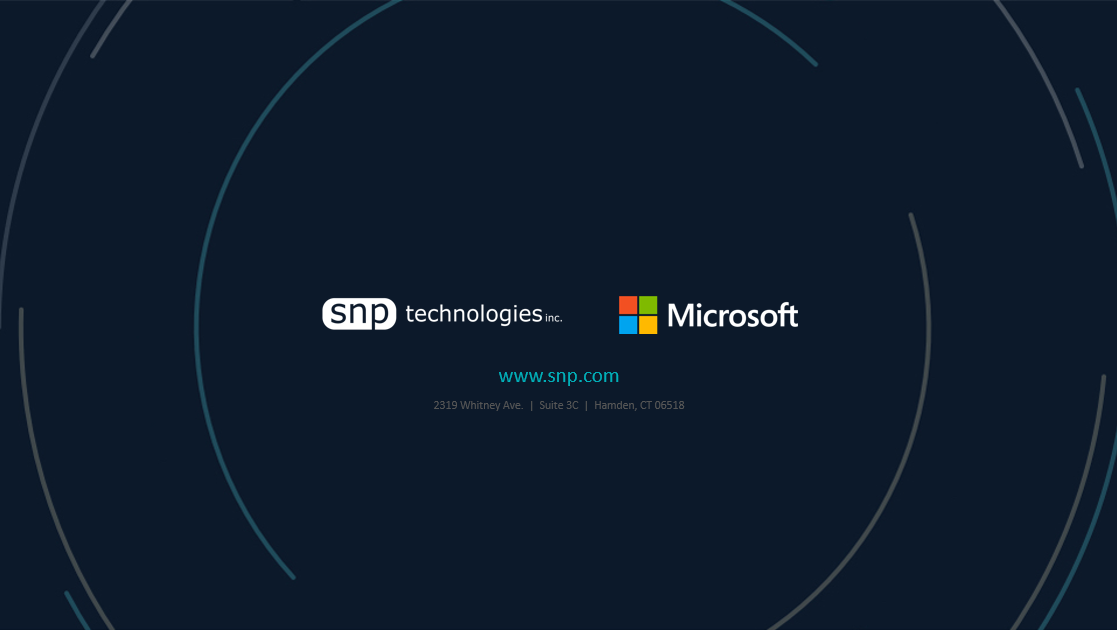 snp technologies inc. Microsoft
www.snp.com
2319 Whitney Ave. | Suite 3C | Hamden, CT 06518